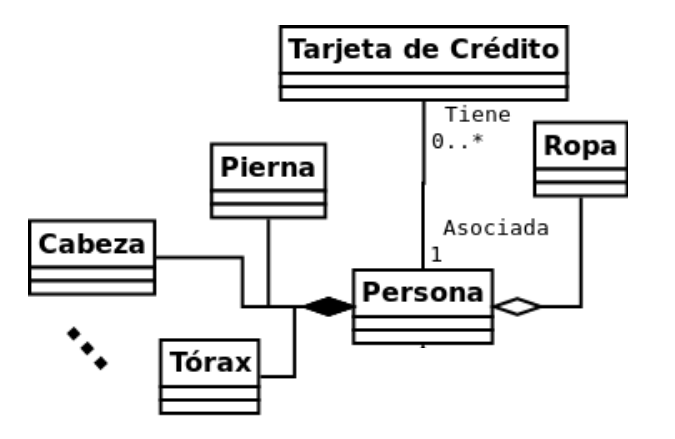 Tarjeta de Crédito
Tiene
0..*
Ropa
Pierna
Cabeza
Asociada
1
Persona
Tórax